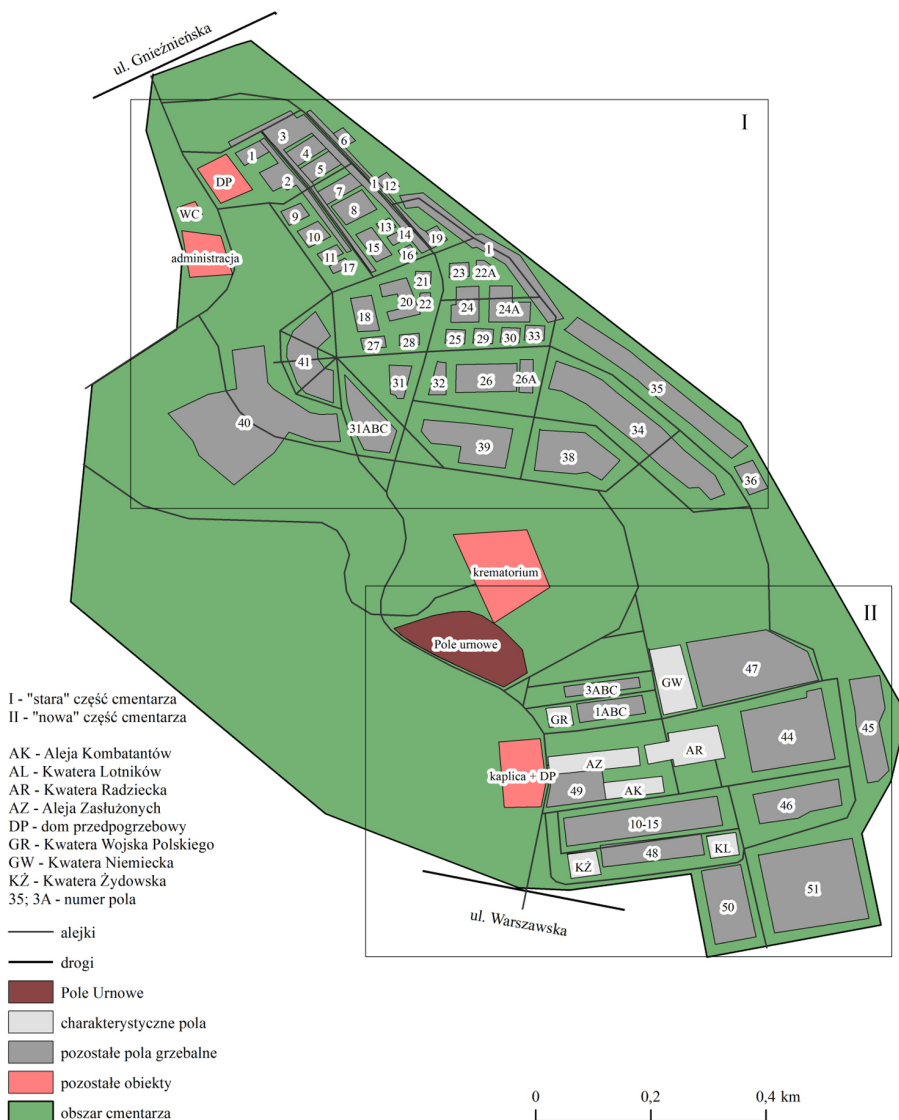 ul. Gnieźnieńska
I
3
6
1
4
5
DP
2
7
1
12
8
WC
9
13
14
19
10
15
1
administracja
11
16
17
23
22A
21
20
22
24
24A
18
25
29
30
33
27
28
41
35
31
32
26
26A
31ABC
40
34
39
38
36
krematorium
II
Pole urnowe
47
GW
3ABC
1ABC
GR
45
44
AR
AZ
kaplica + DP
49
AK
46
10-15
KL
48
KŻ
51
50
ul. Warszawska
I - "stara" część cmentarza
II - "nowa" część cmentarza
AK - Aleja Kombatantów
AL - Kwatera Lotników
AR - Kwatera Radziecka
AZ - Aleja Zasłużonych
DP - dom przedpogrzebowy
GR - Kwatera Wojska Polskiego
GW - Kwatera Niemiecka
KŻ - Kwatera Żydowska
35; 3A - numer pola
alejki
drogi
Pole Urnowe
charakterystyczne pola
pozostałe pola grzebalne
pozostałe obiekty
obszar cmentarza
0 0,2 0,4 km